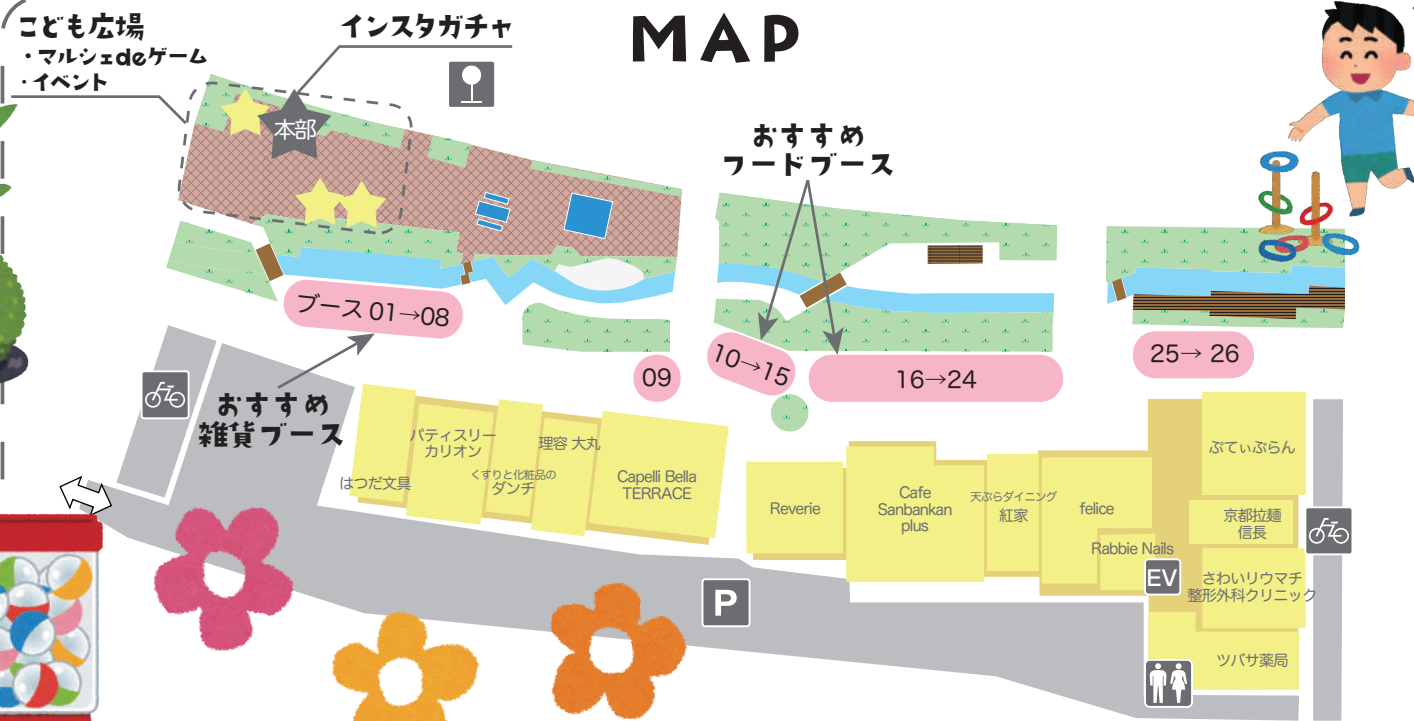 MAP
こども広場
・マルシェdeゲーム
・イベント
インスタガチャ
本部
おすすめ
フードブース
ブース 01→08
09
10→15
16→24
25→ 26
おすすめ
雑貨ブース
はつだ文具
パティスリー
カリオン
くすりと化粧品の
ダンチ
理容 大丸
Capelli Bella
TERRACE
Reverie
Cafe
Sanbankan
plus
天ぷらダイニング
紅家
felice
Rabbie Nails
EV
ぷてぃぶらん
京都拉麺
信長
さわいリウマチ
整形外科クリニック
ツバサ薬局
P